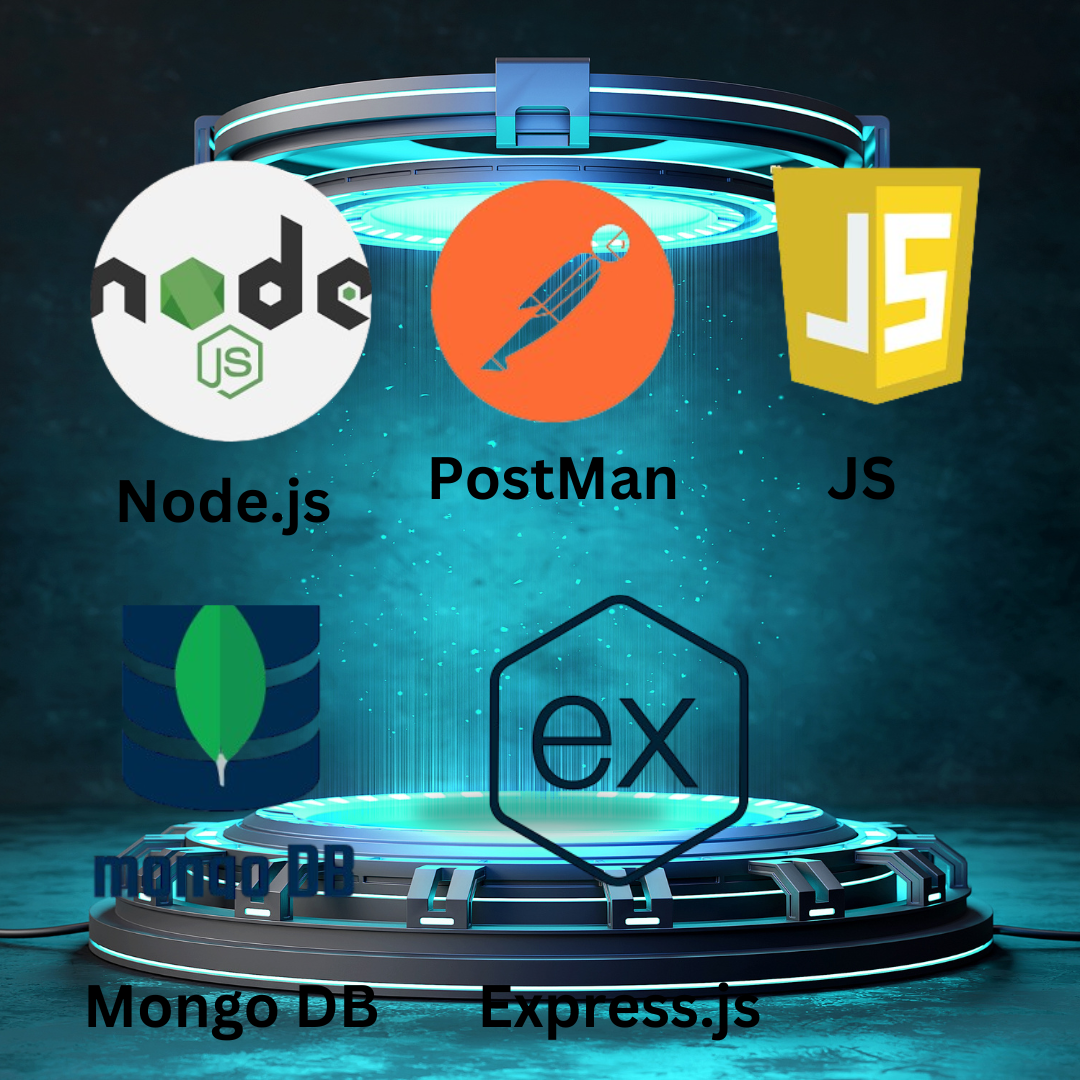 node
JS
JS
Node.js
PostMan
JS
mongo DB
ex
Mongo DB
Express.js